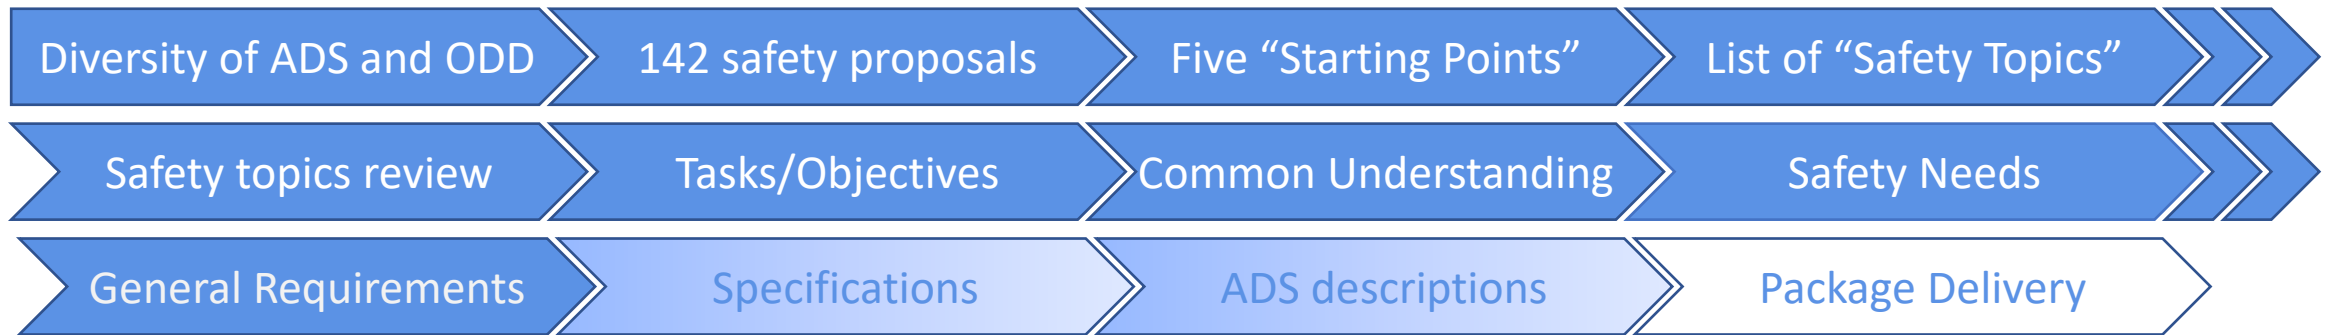 Diversity of ADS and ODD
142 safety proposals
Five “Starting Points”
List of “Safety Topics”
Safety topics review
Tasks/Objectives
Common Understanding
Safety Needs
General Requirements
Specifications
ADS descriptions
Package Delivery